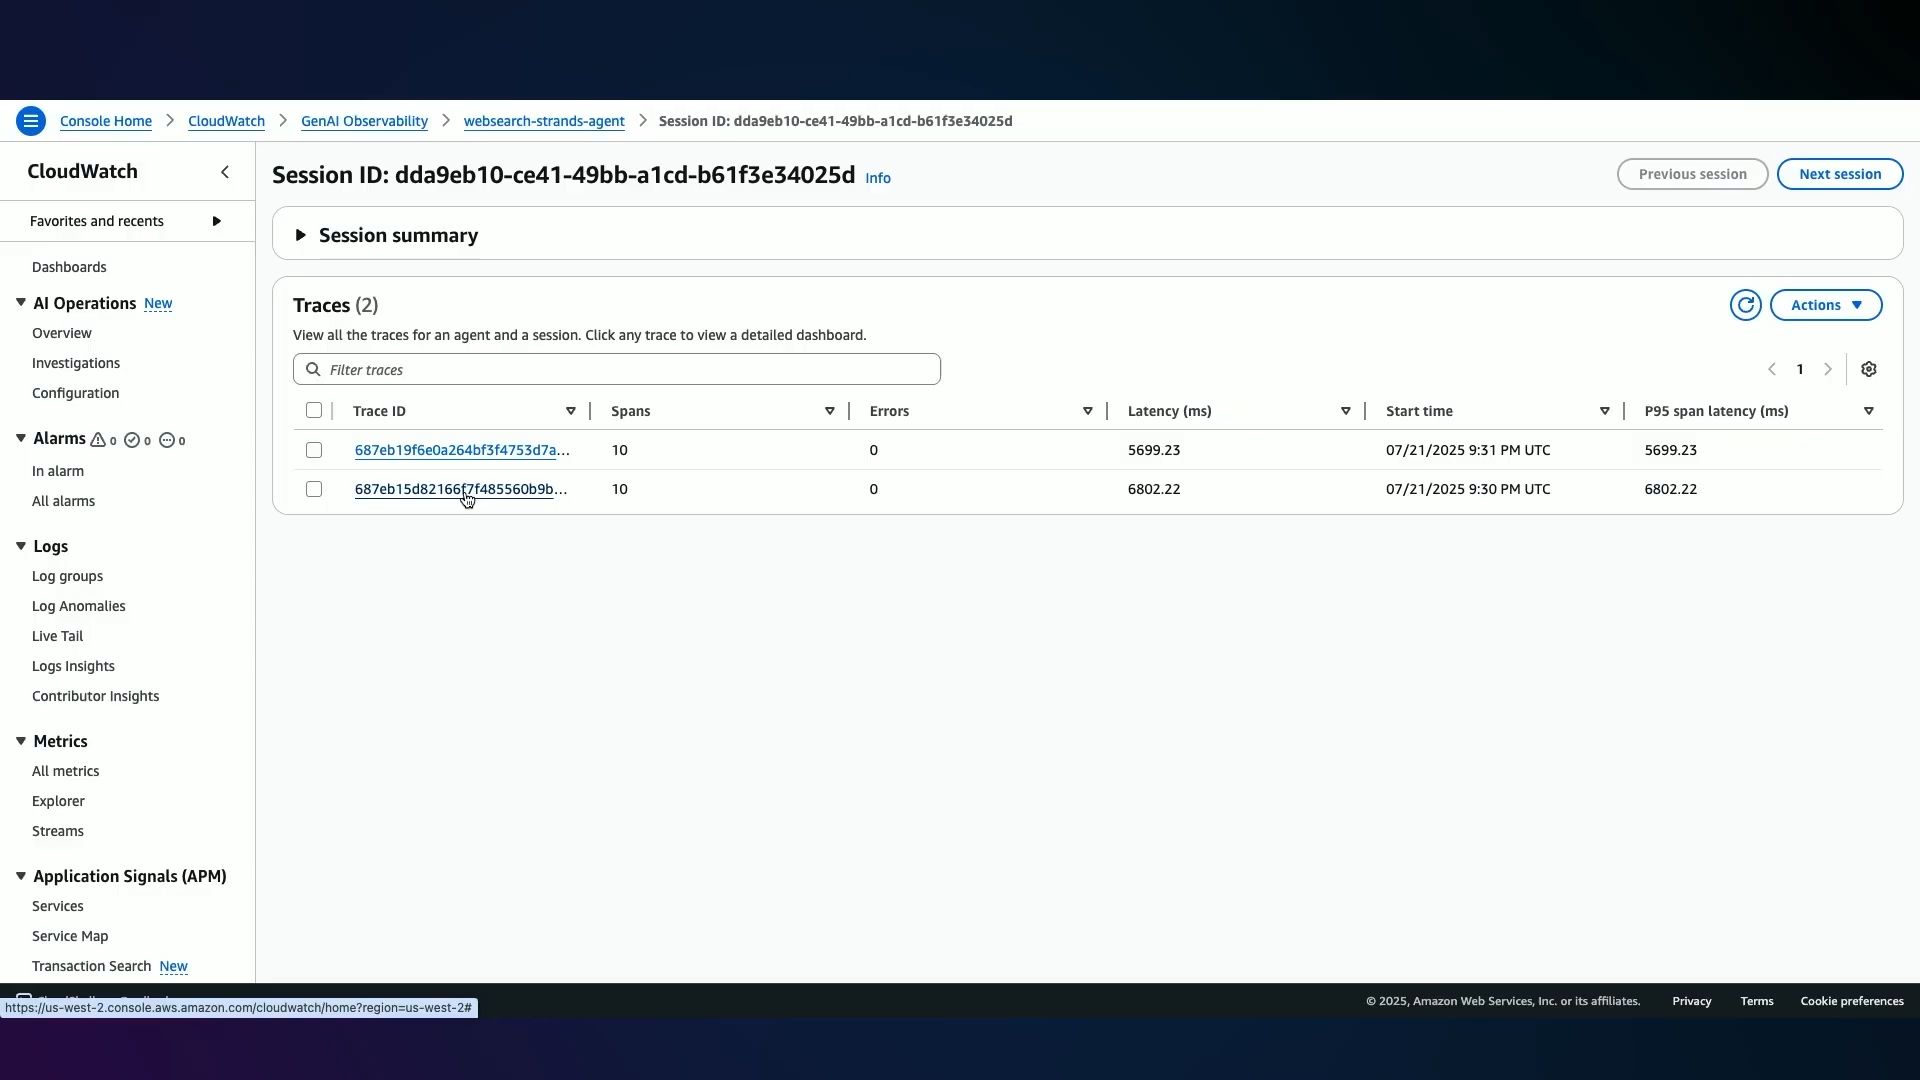 Console Home > CloudWatch > GenAI Observability > websearch-strands-agent > Session ID: dda9eb10-ce41-49bb-a1cd-b61f3e34025d
CloudWatch
Favorites and recents
Dashboards
AI Operations New
Overview
Investigations
Configuration
Alarms 0 0 0
In alarm
All alarms
Logs
Log groups
Log Anomalies
Live Tail
Logs Insights
Contributor Insights
Metrics
All metrics
Explorer
Streams
Application Signals (APM)
Services
Service Map
Transaction Search New
Session ID: dda9eb10-ce41-49bb-a1cd-b61f3e34025d Info
Previous session Next session
Session summary
Traces (2)
Actions
View all the traces for an agent and a session. Click any trace to view a detailed dashboard.
Filter traces
1
Trace ID Spans Errors Latency (ms) Start time P95 span latency (ms)
687eb19f6e0a264bf3f4753d7a... 10 0 5699.23 07/21/2025 9:31 PM UTC 5699.23
687eb15d82166f7f485560b9b... 10 0 6802.22 07/21/2025 9:30 PM UTC 6802.22
https://us-west-2.console.aws.amazon.com/cloudwatch/home?region=us-west-2#
© 2025, Amazon Web Services, Inc. or its affiliates. Privacy Terms Cookie preferences